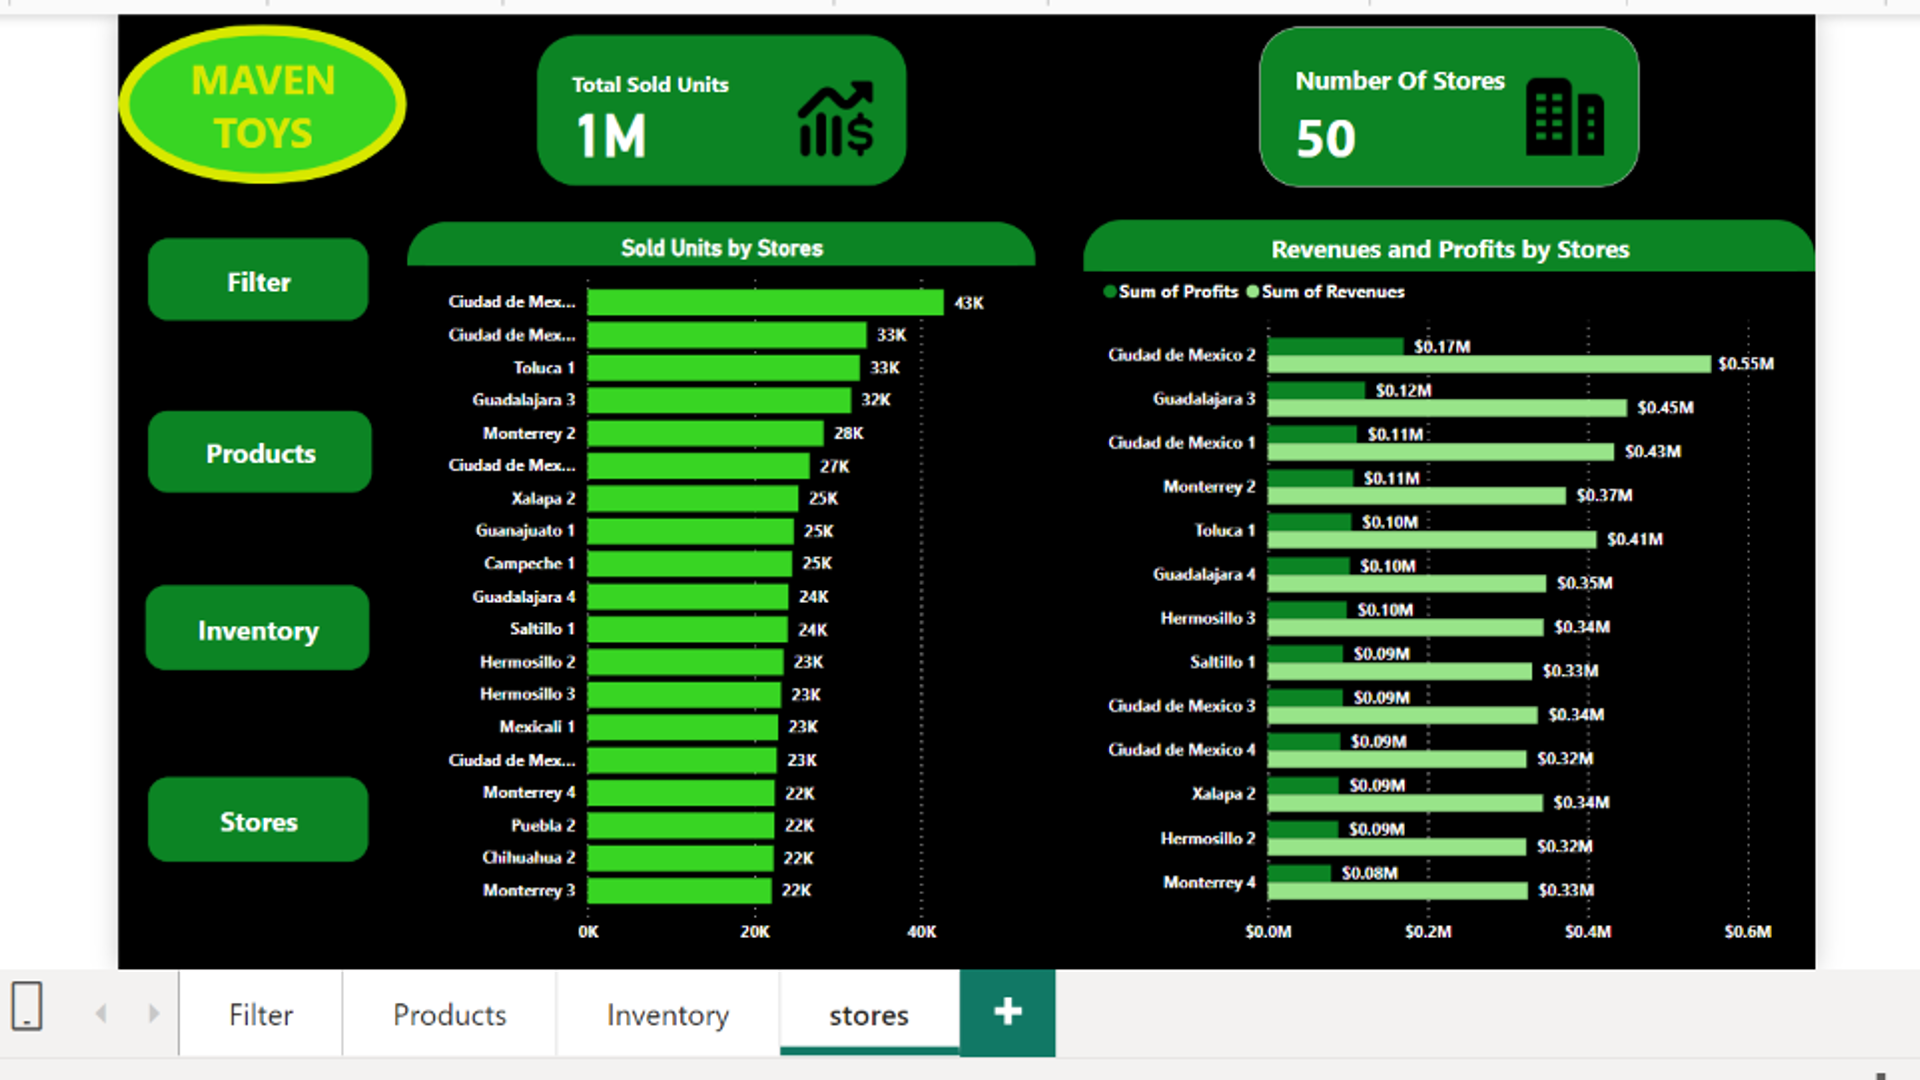 MAVEN
TOYS
Total Sold Units
1M
Number Of Stores
50
Filter
Products
Inventory
Stores
Sold Units by Stores
Ciudad de Mex... 43K
Ciudad de Mex... 33K
Toluca 1 33K
Guadalajara 3 32K
Monterrey 2 28K
Ciudad de Mex... 27K
Xalapa 2 25K
Guanajuato 1 25K
Campeche 1 25K
Guadalajara 4 24K
Saltillo 1 24K
Hermosillo 2 23K
Hermosillo 3 23K
Mexicali 1 23K
Ciudad de Mex... 23K
Monterrey 4 22K
Puebla 2 22K
Chihuahua 2 22K
Monterrey 3 22K
0K 20K 40K
Revenues and Profits by Stores
Sum of Profits Sum of Revenues
Ciudad de Mexico 2 $0.17M $0.55M
Guadalajara 3 $0.12M $0.45M
Ciudad de Mexico 1 $0.11M $0.43M
Monterrey 2 $0.11M $0.37M
Toluca 1 $0.10M $0.41M
Guadalajara 4 $0.10M $0.35M
Hermosillo 3 $0.10M $0.34M
Saltillo 1 $0.09M $0.33M
Ciudad de Mexico 3 $0.09M $0.34M
Ciudad de Mexico 4 $0.09M $0.32M
Xalapa 2 $0.09M $0.34M
Hermosillo 2 $0.09M $0.32M
Monterrey 4 $0.08M $0.33M
$0.0M $0.2M $0.4M $0.6M
Filter Products Inventory stores